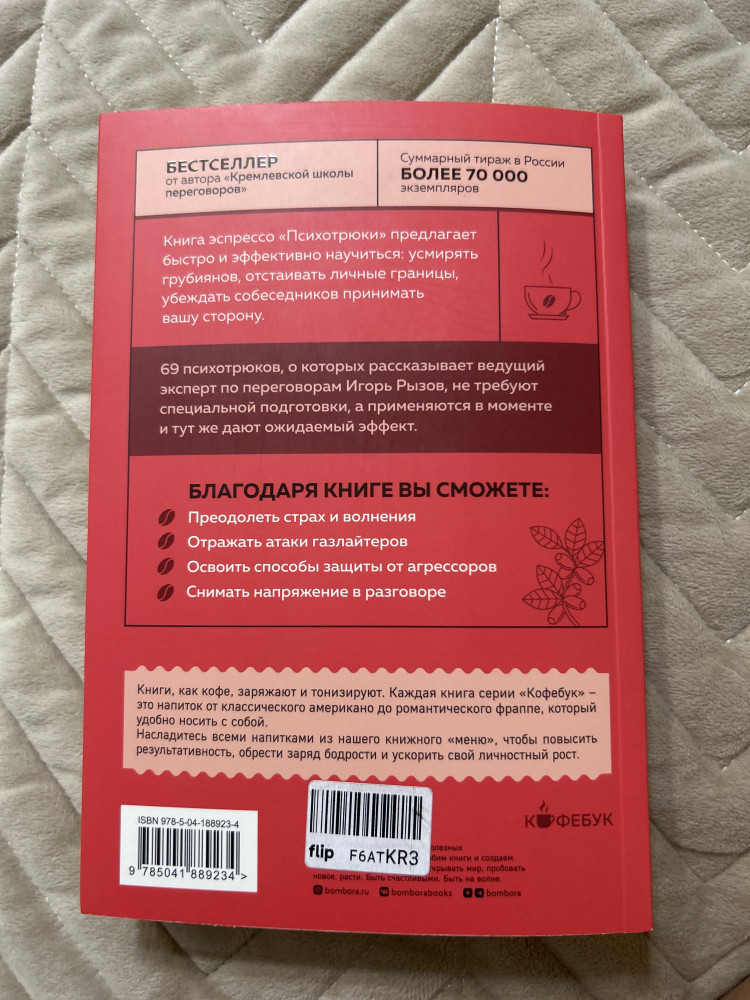 БЕСТСЕЛЛЕР
от автора «Кремлевской школы
переговоров»
Суммарный тираж в России
БОЛЕЕ 70 000
экземпляров
Книга эспрессо «Психотрюки» предлагает
быстро и эффективно научиться: усмирять
грубиянов, отстаивать личные границы,
убеждать собеседников принимать
вашу сторону.
69 психотрюков, о которых рассказывает ведущий
эксперт по переговорам Игорь Рызов, не требуют
специальной подготовки, а применяются в моменте
и тут же дают ожидаемый эффект.
БЛАГОДАРЯ КНИГЕ ВЫ СМОЖЕТЕ:
Преодолеть страх и волнения
Отражать атаки газлайтеров
Освоить способы защиты от агрессоров
Снимать напряжение в разговоре
Книги, как кофе, заряжают и тонизируют. Каждая книга серии «Кофебук» –
это напиток от классического американо до романтического фраппе, который
удобно носить с собой.
Насладитесь всеми напитками из нашего книжного «меню», чтобы повысить
результативность, обрести заряд бодрости и ускорить свой личностный рост.
ISBN 978-5-04-188923-4
9 785041 889234 >
flip F6ATKR3
КОФЕБУК
книги и создаем
мир, пробовать
новое, расти. Быть счастливыми. Быть на волне.
bombora.ru bomborabooks bombora